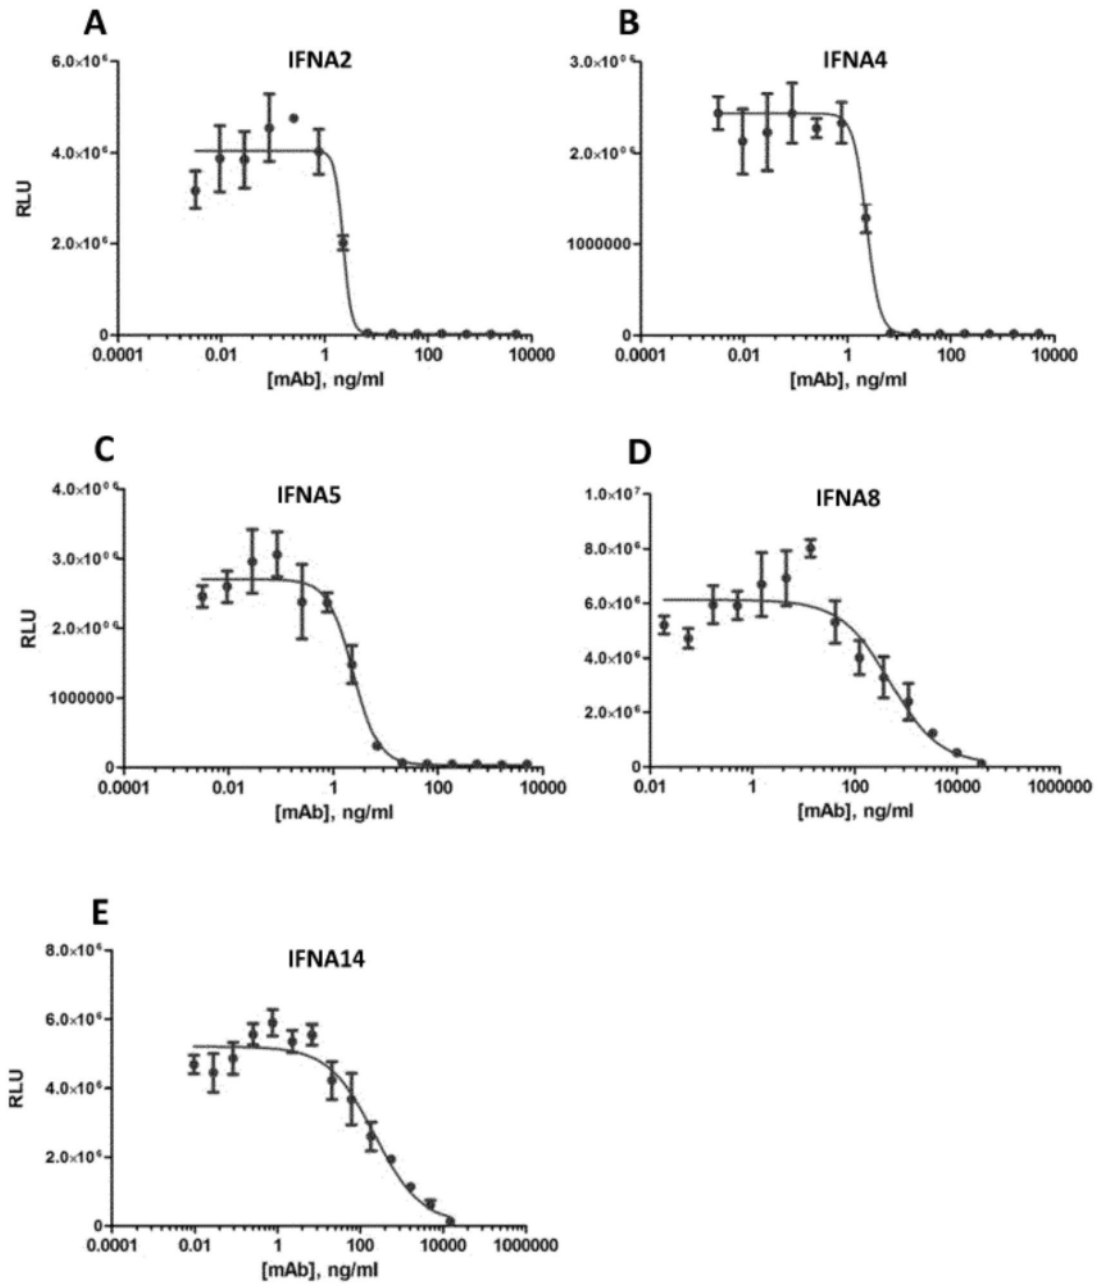 A
IFNA2
6.0×10⁶
4.0×10⁶
2.0×10⁶
0
RLU
0.0001 0.01 1 100 10000
[mAb], ng/ml
B
IFNA4
3.0×10⁶
2.0×10⁶
1000000
0
0.0001 0.01 1 100 10000
[mAb], ng/ml
C
IFNA5
4.0×10⁶
3.0×10⁶
2.0×10⁶
1000000
0
RLU
0.0001 0.01 1 100 10000
[mAb], ng/ml
D
IFNA8
1.0×10⁷
8.0×10⁶
6.0×10⁶
4.0×10⁶
2.0×10⁶
0
0.01 1 100 10000 1000000
[mAb], ng/ml
E
IFNA14
8.0×10⁶
6.0×10⁶
4.0×10⁶
2.0×10⁶
0
RLU
0.0001 0.01 1 100 10000 1000000
[mAb], ng/ml